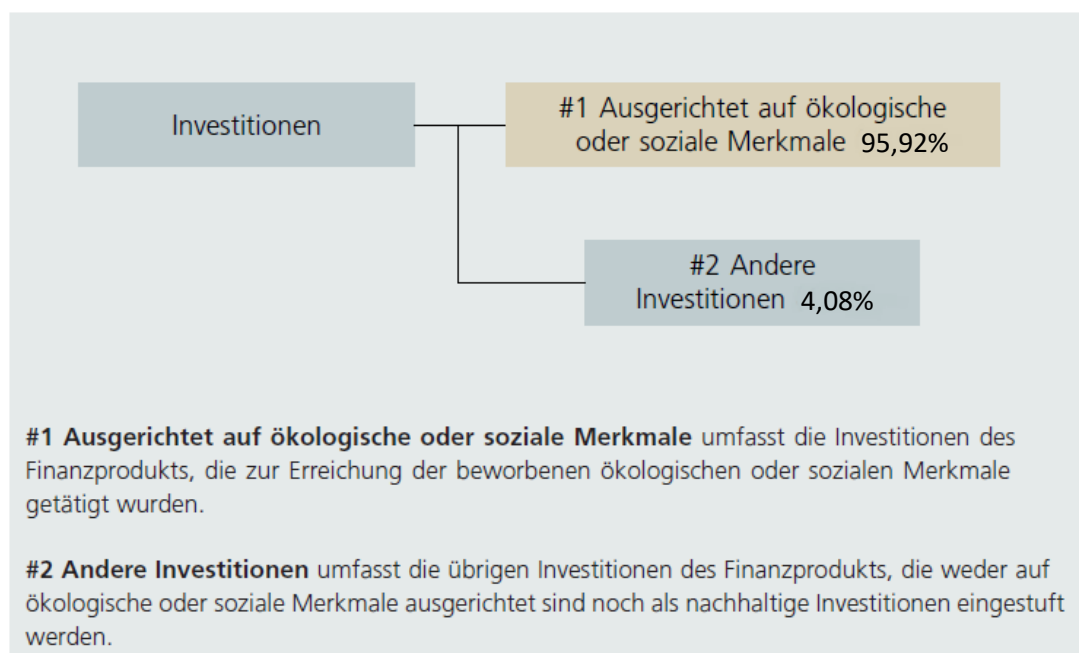 Investitionen
#1 Ausgerichtet auf ökologische
oder soziale Merkmale 95,92%
#2 Andere
Investitionen 4,08%
#1 Ausgerichtet auf ökologische oder soziale Merkmale umfasst die Investitionen des
Finanzprodukts, die zur Erreichung der beworbenen ökologischen oder sozialen Merkmale
getätigt wurden.
#2 Andere Investitionen umfasst die übrigen Investitionen des Finanzprodukts, die weder auf
ökologische oder soziale Merkmale ausgerichtet sind noch als nachhaltige Investitionen eingestuft
werden.